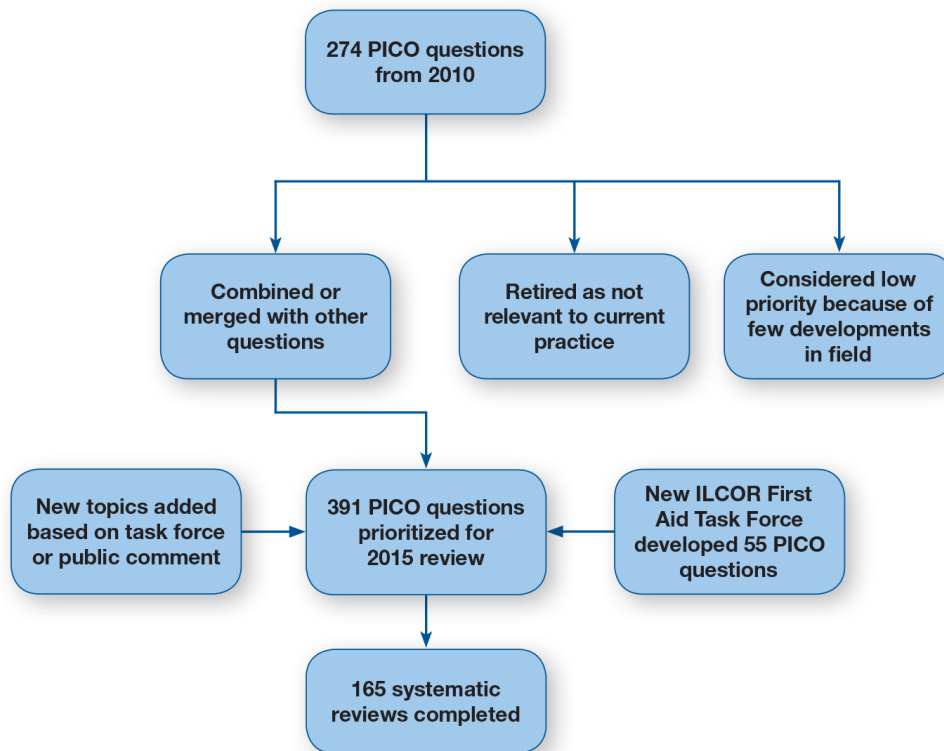 274 PICO questions
from 2010
Combined or
merged with other
questions
Retired as not
relevant to current
practice
Considered low
priority because of
few developments
in field
New topics added
based on task force
or public comment
391 PICO questions
prioritized for
2015 review
New ILCOR First
Aid Task Force
developed 55 PICO
questions
165 systematic
reviews completed